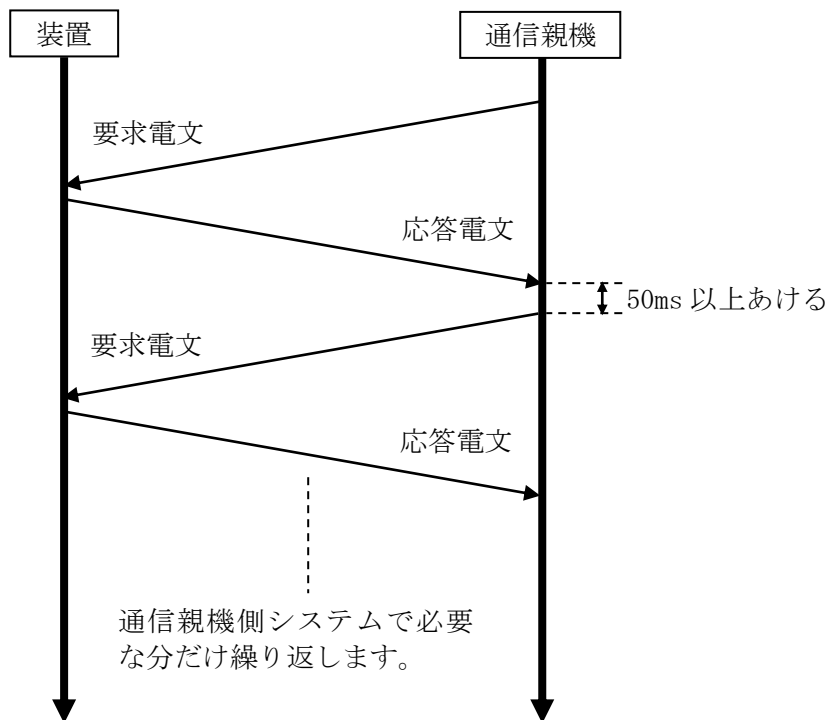 装置
通信親機
要求電文
応答電文
50ms 以上あける
要求電文
応答電文
通信親機側システムで必要
な分だけ繰り返します。